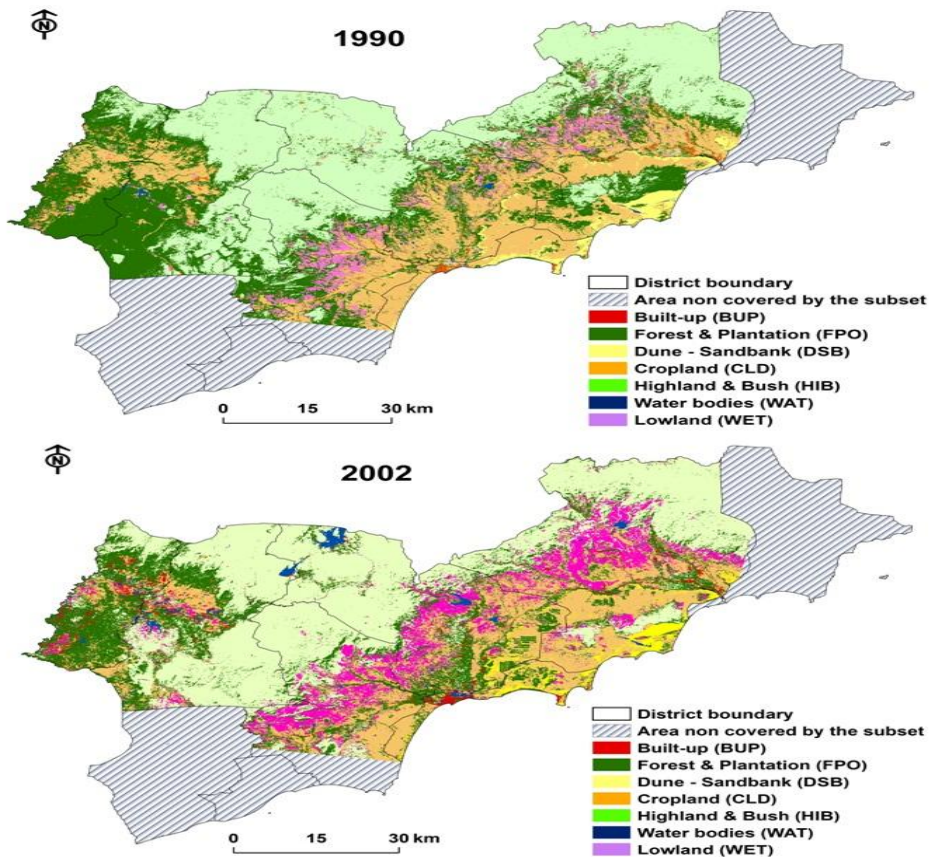 N
1990
District boundary
Area non covered by the subset
Built-up (BUP)
Forest & Plantation (FPO)
Dune - Sandbank (DSB)
Cropland (CLD)
Highland & Bush (HIB)
Water bodies (WAT)
Lowland (WET)
0 15 30 km
N
2002
District boundary
Area non covered by the subset
Built-up (BUP)
Forest & Plantation (FPO)
Dune - Sandbank (DSB)
Cropland (CLD)
Highland & Bush (HIB)
Water bodies (WAT)
Lowland (WET)
0 15 30 km